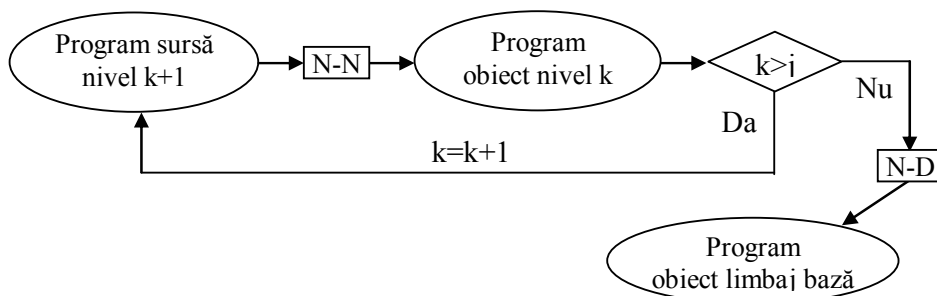 Program sursă
nivel k+1
N-N
Program
obiect nivel k
k>j
Da
Nu
k=k+1
N-D
Program
obiect limbaj bază